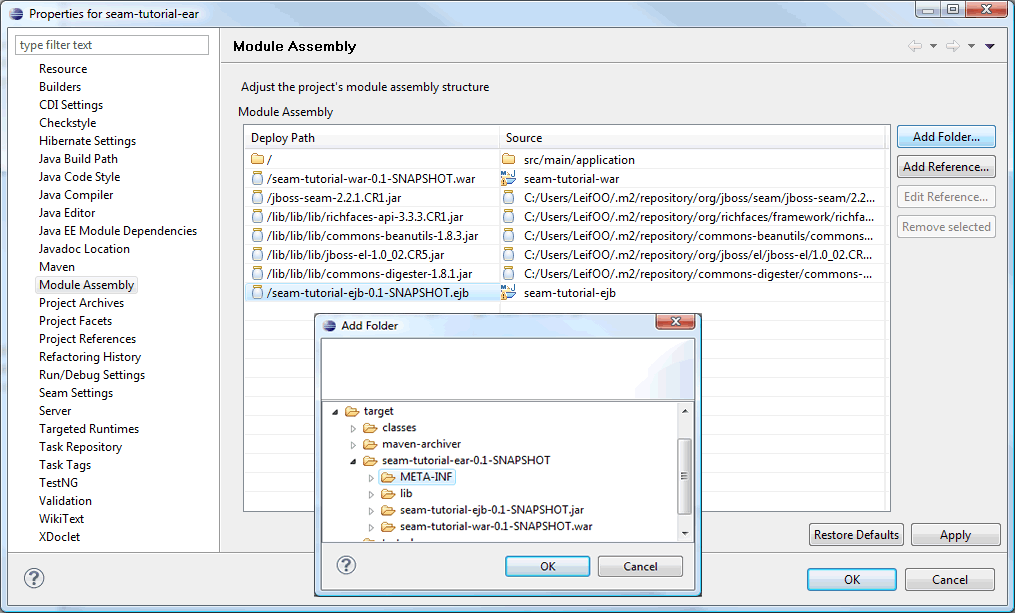 Properties for seam-tutorial-ear
type filter text
Resource
Builders
CDI Settings
Checkstyle
Hibernate Settings
Java Build Path
Java Code Style
Java Compiler
Java Editor
Java EE Module Dependencies
Javadoc Location
Maven
Module Assembly
Project Archives
Project Facets
Project References
Refactoring History
Run/Debug Settings
Seam Settings
Server
Targeted Runtimes
Task Repository
Task Tags
TestNG
Validation
WikiText
XDoclet
Module Assembly
Adjust the project's module assembly structure
Module Assembly
Deploy Path Source
/ src/main/application
/seam-tutorial-war-0.1-SNAPSHOT.war seam-tutorial-war
/jboss-seam-2.2.1.CR1.jar C:/Users/LeifOO/.m2/repository/org/jboss/seam/jboss-seam/2.2...
/lib/lib/lib/richfaces-api-3.3.3.CR1.jar C:/Users/LeifOO/.m2/repository/org/richfaces/framework/richfa...
/lib/lib/lib/commons-beanutils-1.8.3.jar C:/Users/LeifOO/.m2/repository/commons-beanutils/commons...
/lib/lib/lib/jboss-el-1.0_02.CR5.jar C:/Users/LeifOO/.m2/repository/org/jboss/el/jboss-el/1.0_02.CR...
/lib/lib/lib/commons-digester-1.8.1.jar C:/Users/LeifOO/.m2/repository/commons-digester/commons-...
/seam-tutorial-ejb-0.1-SNAPSHOT.ejb seam-tutorial-ejb
Add Folder...
Add Reference...
Edit Reference...
Remove selected
Add Folder
target
classes
maven-archiver
seam-tutorial-ear-0.1-SNAPSHOT
META-INF
lib
seam-tutorial-ejb-0.1-SNAPSHOT.jar
seam-tutorial-war-0.1-SNAPSHOT.war
OK Cancel
Restore Defaults Apply
OK Cancel